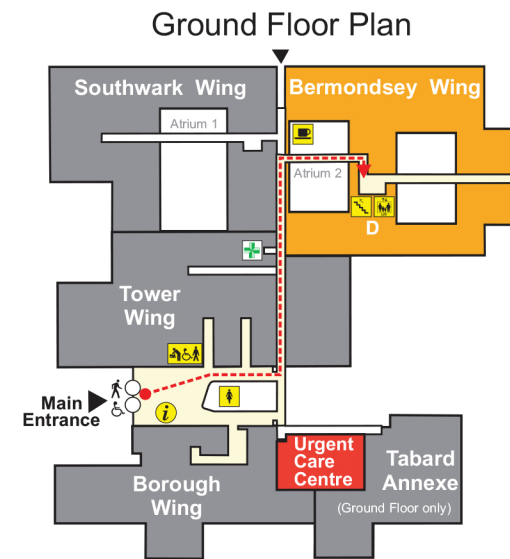 Ground Floor Plan
Southwark Wing
Bermondsey Wing
Atrium 1
Atrium 2
D
Tower
Wing
Main
Entrance
i
Urgent
Care
Centre
Tabard
Annexe
(Ground Floor only)
Borough
Wing